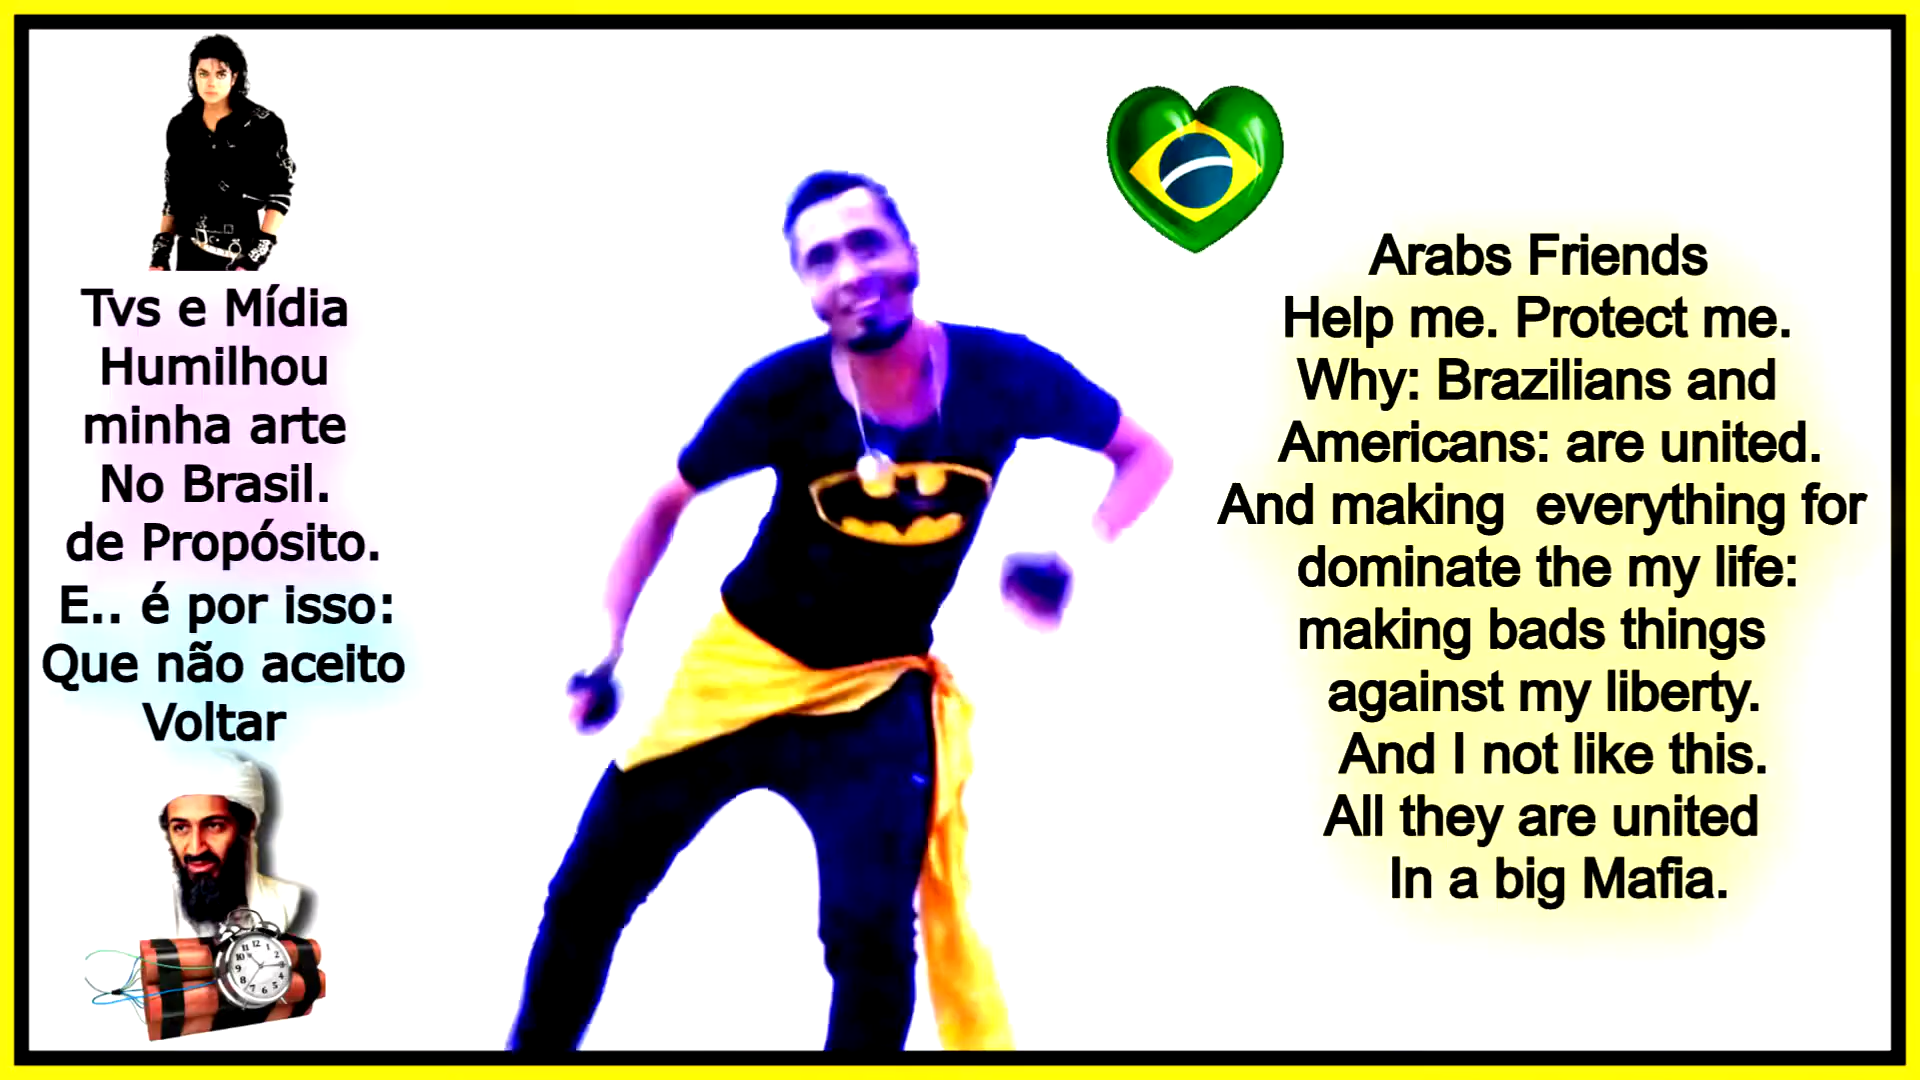 Tvs e Mídia
Humilhou
minha arte
No Brasil.
de Propósito.
E.. é por isso:
Que não aceito
Voltar
Arabs Friends
Help me. Protect me.
Why: Brazilians and
Americans: are united.
And making  everything for
dominate the my life:
making bads things
against my liberty.
And I not like this.
All they are united
In a big Mafia.